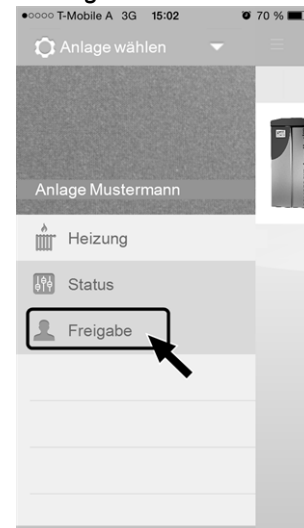 ●○○○○ T-Mobile A 3G 15:02 70 %
Anlage wählen
Anlage Mustermann
Heizung
Status
Freigabe